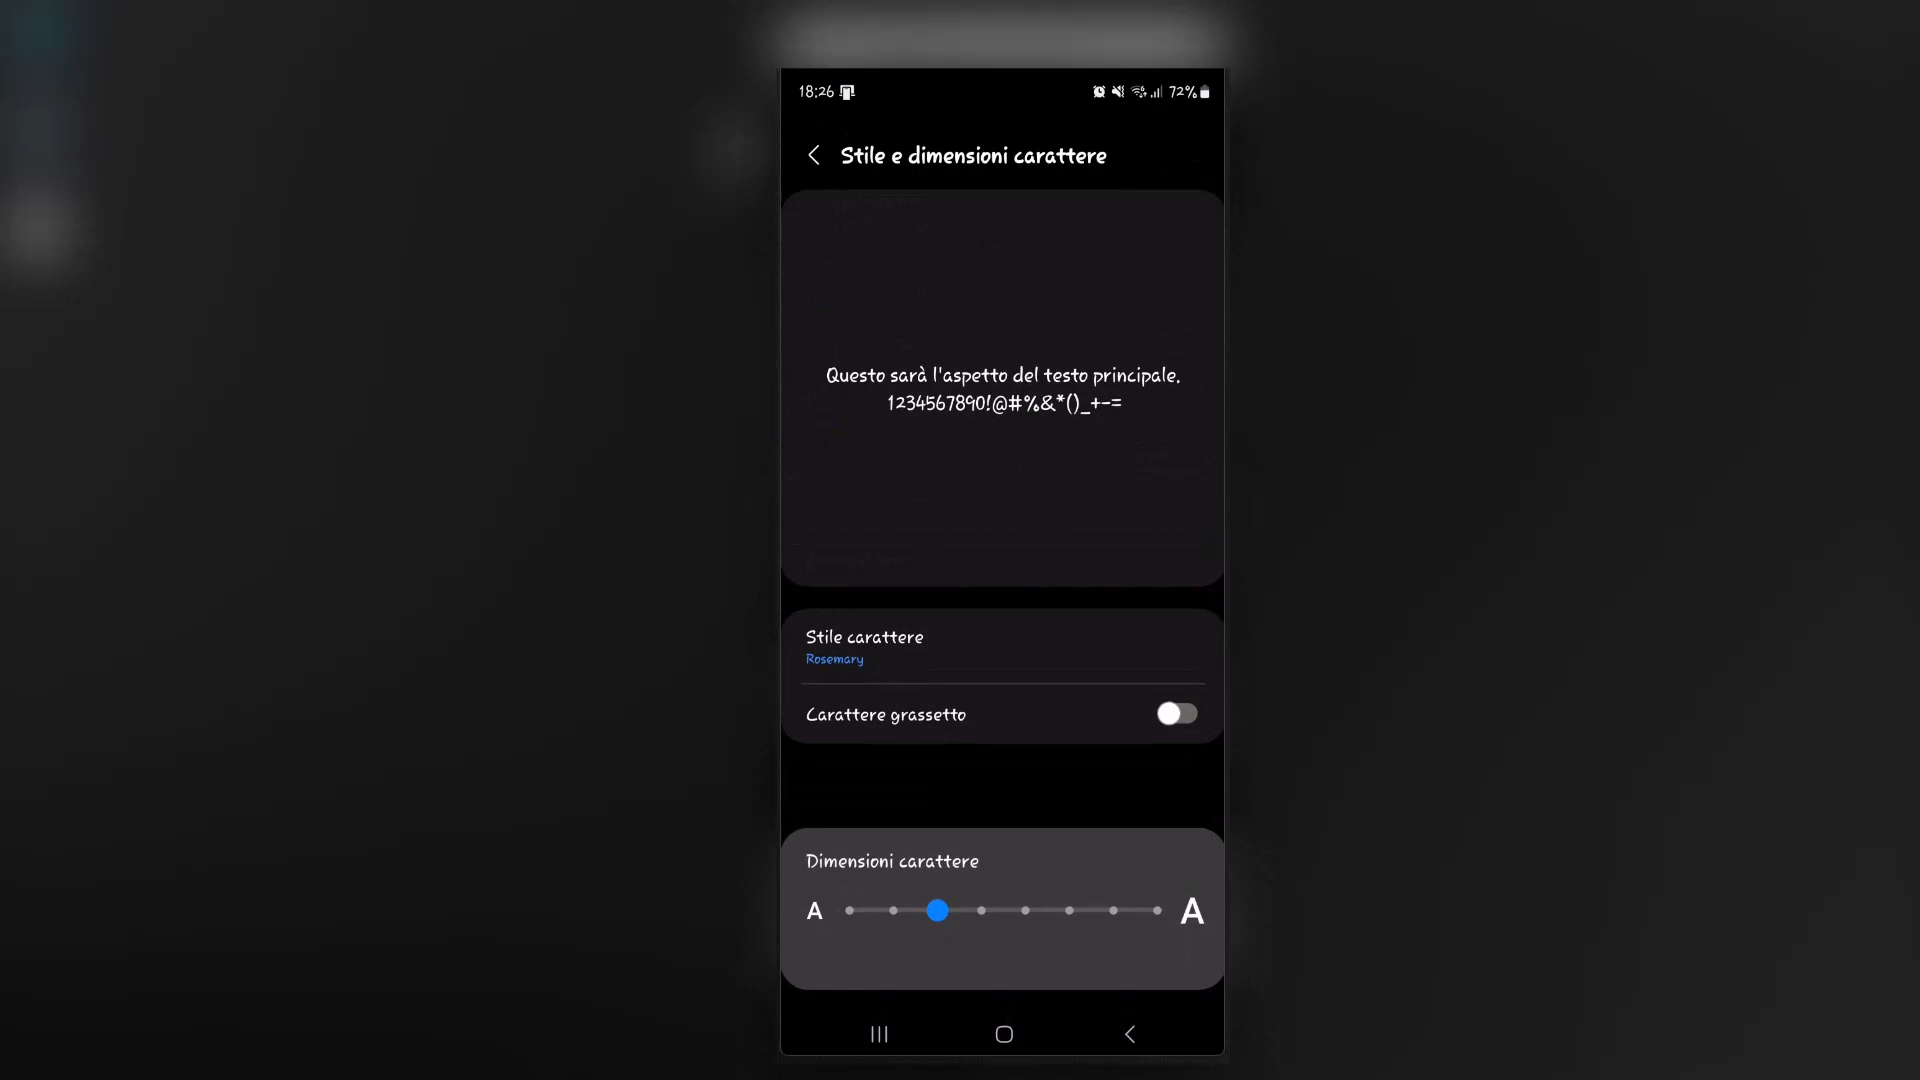 18:26
72%
Stile e dimensioni carattere
Questo sarà l'aspetto del testo principale.
1234567890!@#%&*()_+-=
Stile carattere
Rosemary
Carattere grassetto
Dimensioni carattere
A A